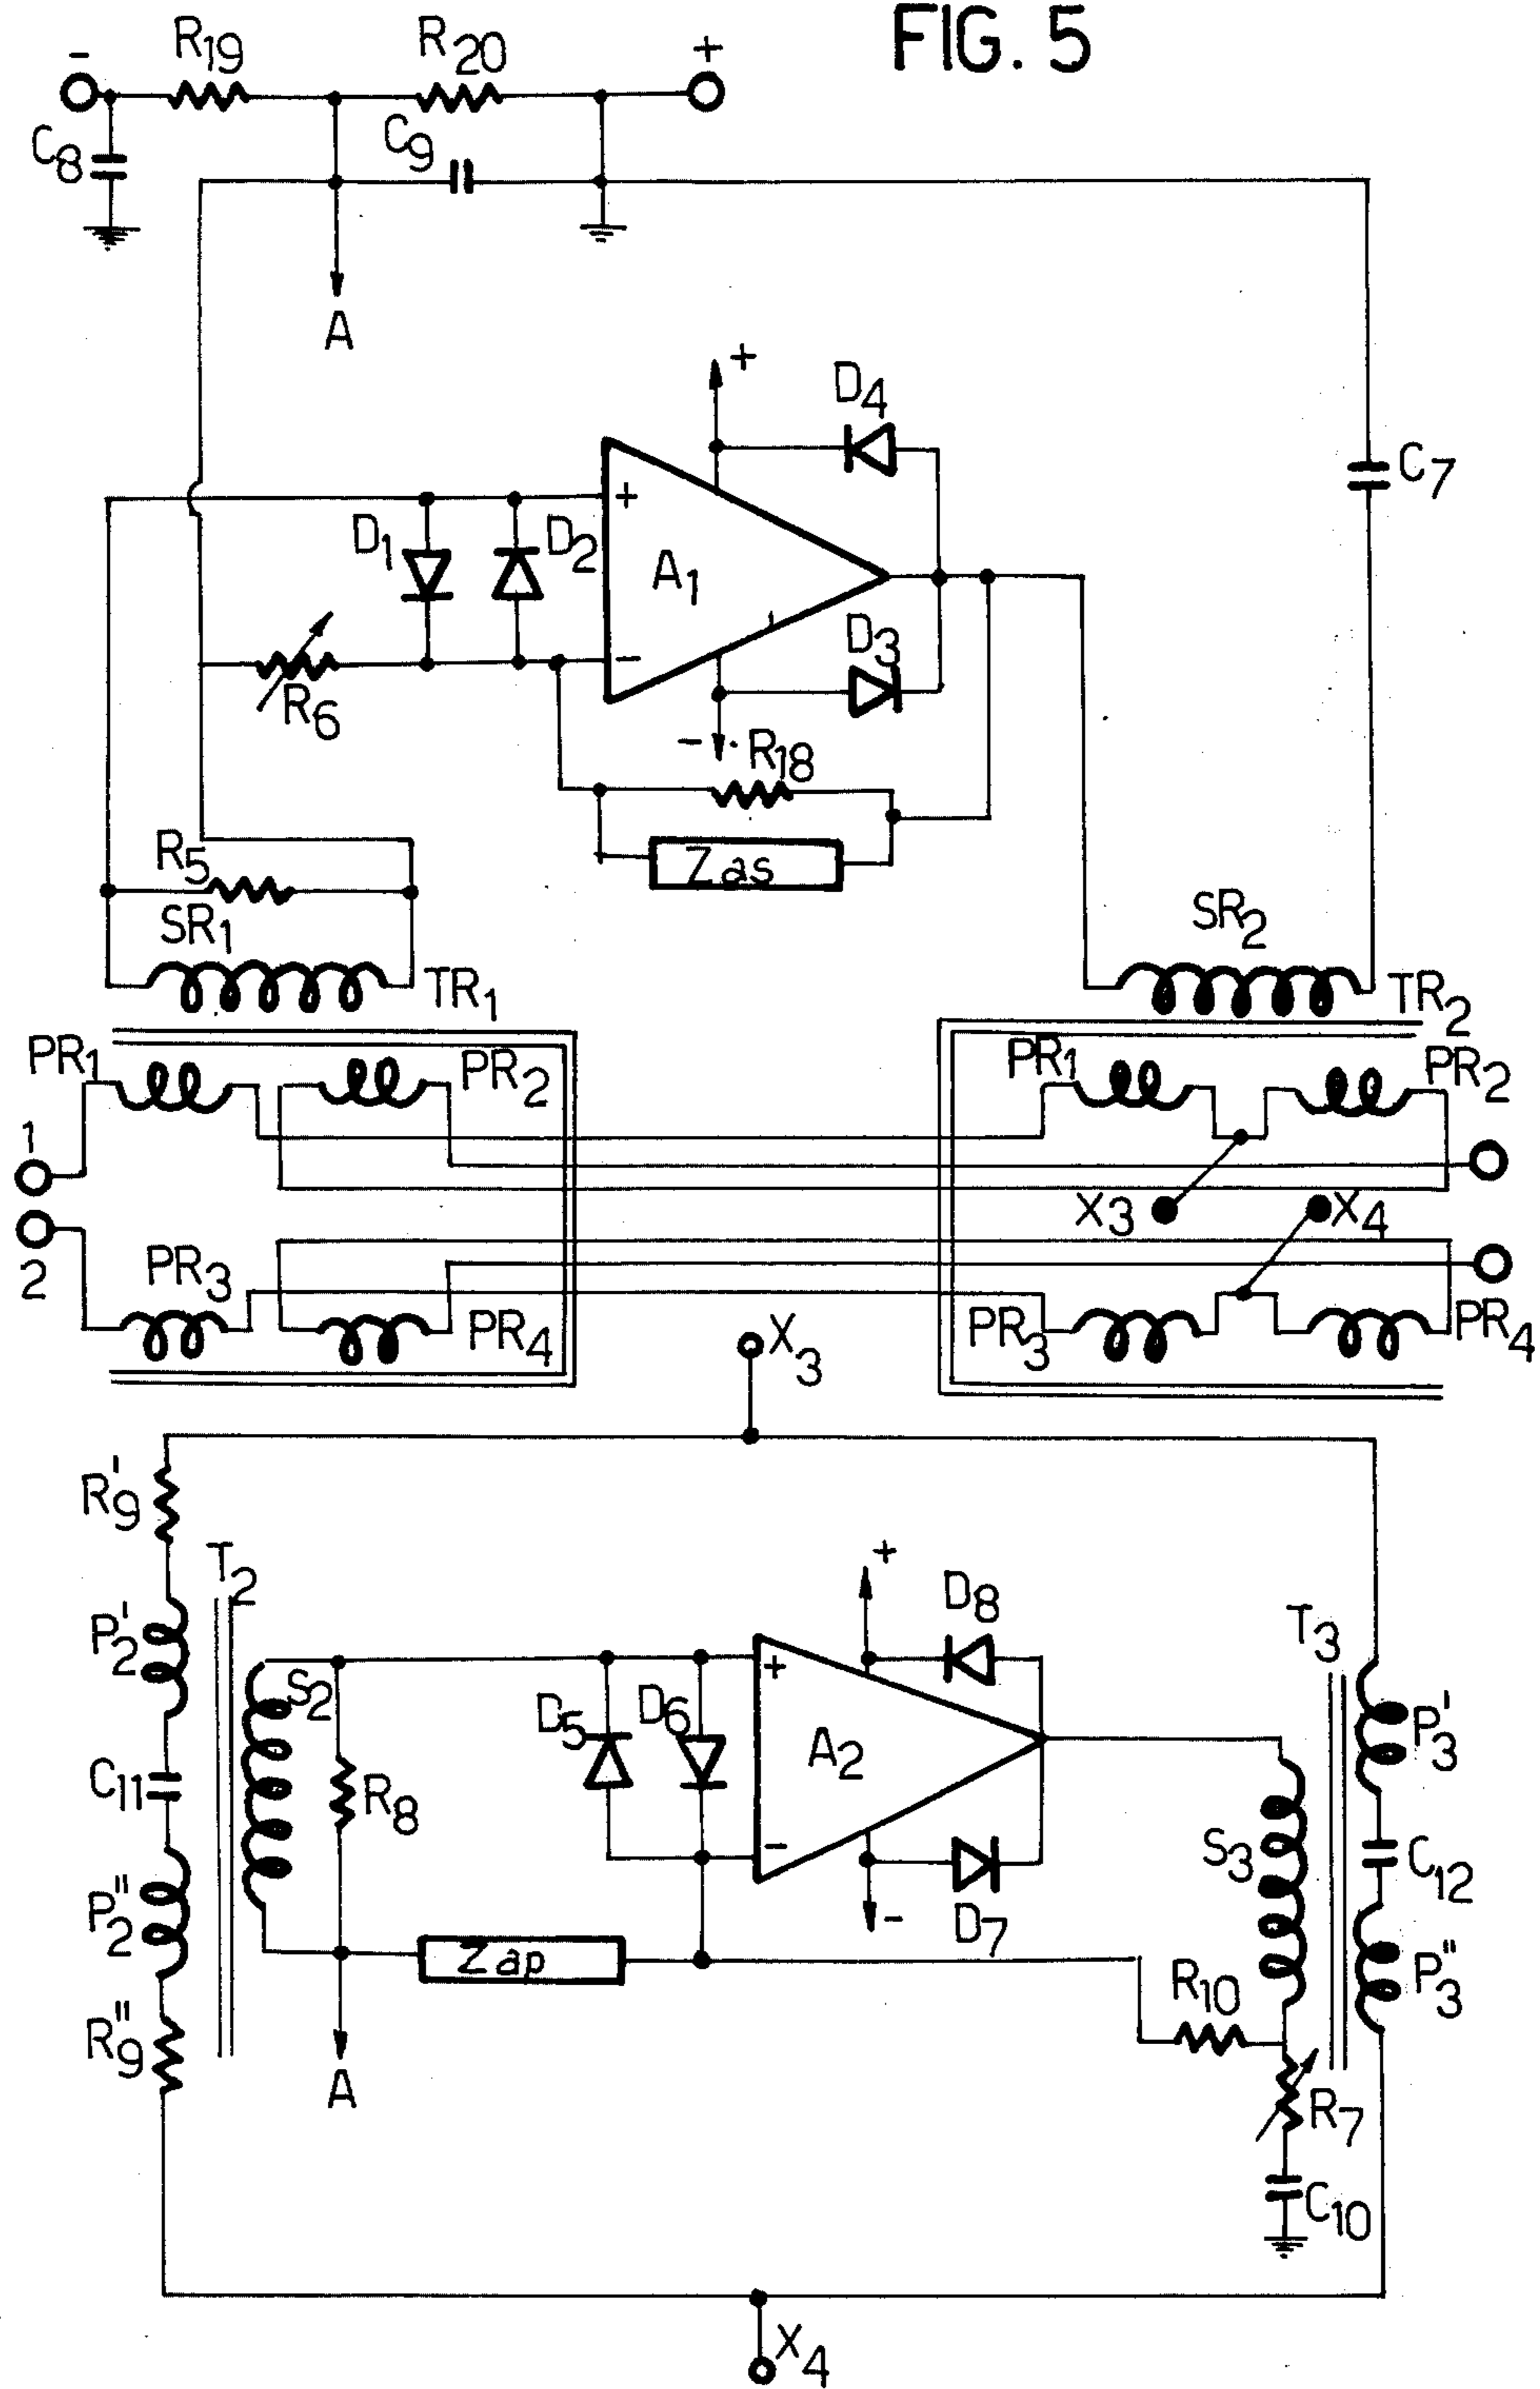 FIG. 5
- R19 R20 +
C8 C9
A
+
D4
C7
+
D1 D2 A1
D3
-
R6
- R18
Zas
R5
SR1 SR2
TR1 TR2
PR1 PR2 PR1 PR2
1
X3 X4
2 PR3
PR4 PR3 PR4
X3
R'9
T2 + D8 T3
P'2
S2 +
D5 D6 A2 P'3
C11 R8
-
S3 C12
P"2 - D7
Zap R10 P"3
R"9
A R7
C10
X4